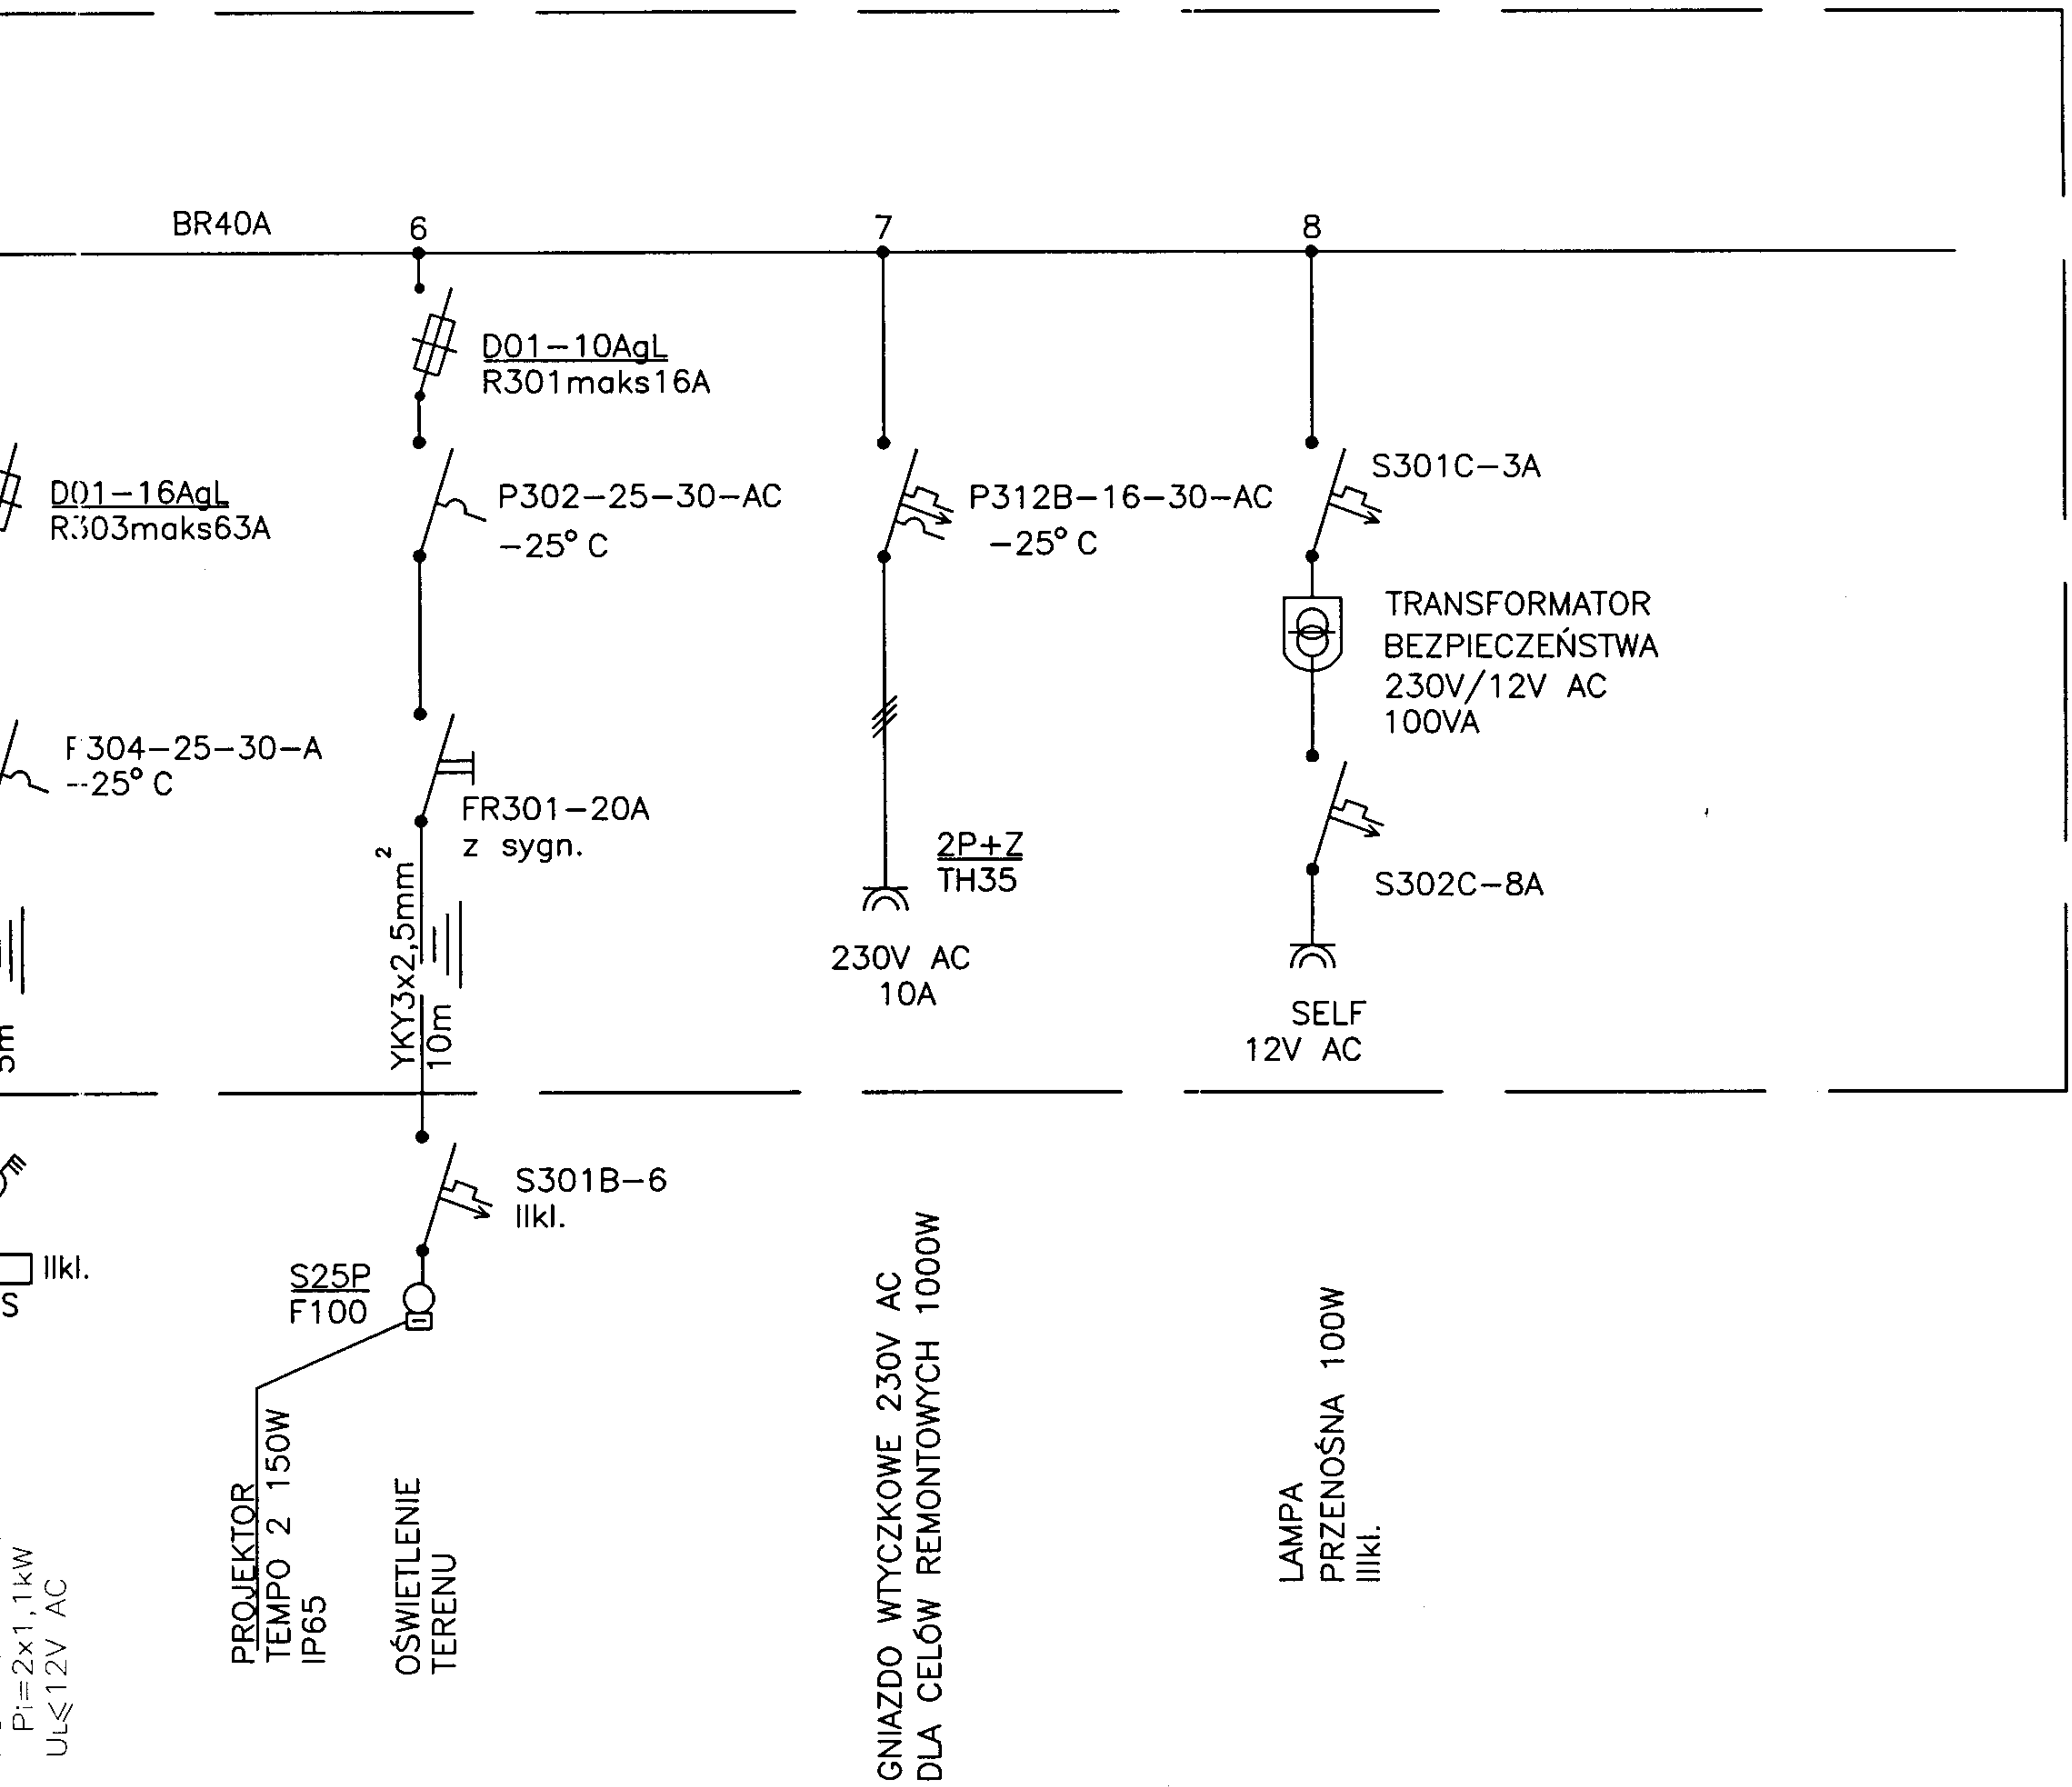 BR40A
6
7
8
D01-10AgL
R301maks16A
D01-16AgL
R303maks63A
P302-25-30-AC
-25°C
P312B-16-30-AC
-25°C
S301C-3A
TRANSFORMATOR
BEZPIECZEŃSTWA
230V/12V AC
100VA
304-25-30-A
-25°C
FR301-20A
z sygn.
2P+Z
TH35
S302C-8A
YKY3x2,5mm²
10m
5m
230V AC
10A
SELF
12V AC
S301B-6
IIkl.
IIkl.
S
S25P
F100
Pi=2x1,1kW
UL≤12V AC
PROJEKTOR
TEMPO 2 150W
IP65
OŚWIETLENIE
TERENU
GNIAZDO WTYCZKOWE 230V AC
DLA CELÓW REMONTOWYCH 1000W
LAMPA
PRZENOŚNA 100W
IIIkl.